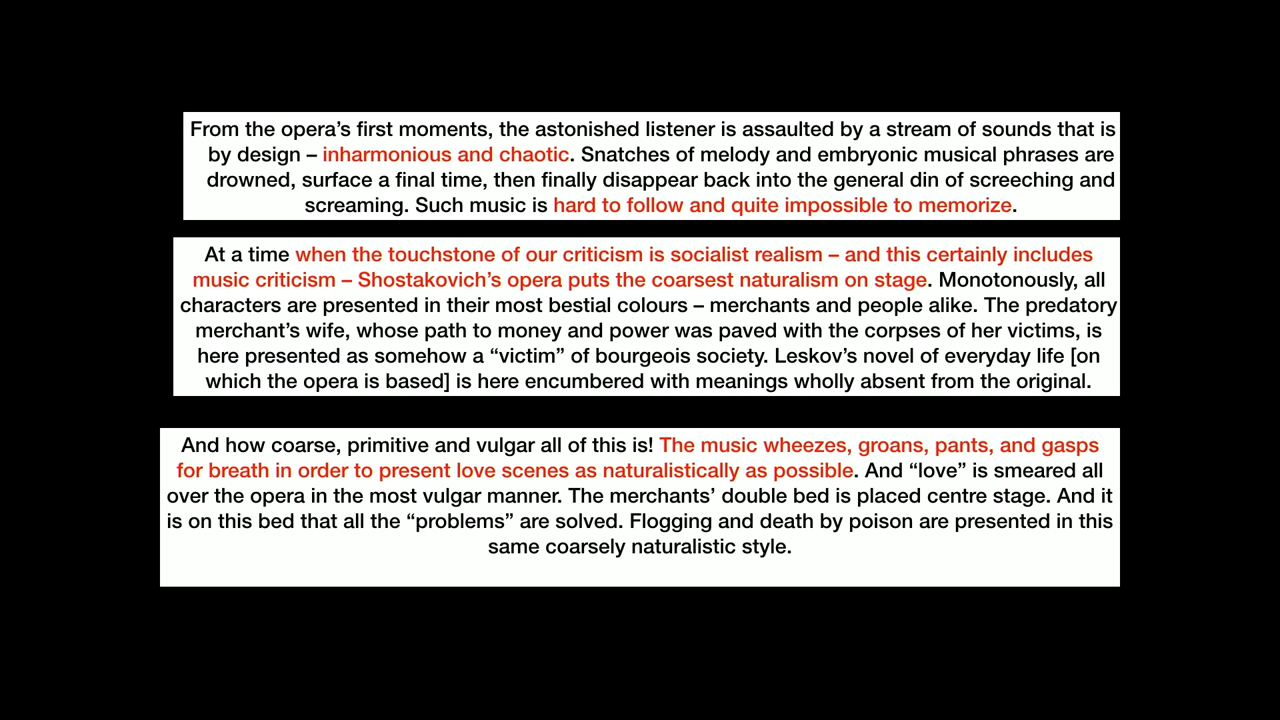 From the opera’s first moments, the astonished listener is assaulted by a stream of sounds that is
by design – inharmonious and chaotic. Snatches of melody and embryonic musical phrases are
drowned, surface a final time, then finally disappear back into the general din of screeching and
screaming. Such music is hard to follow and quite impossible to memorize.
At a time when the touchstone of our criticism is socialist realism – and this certainly includes
music criticism – Shostakovich’s opera puts the coarsest naturalism on stage. Monotonously, all
characters are presented in their most bestial colours – merchants and people alike. The predatory
merchant’s wife, whose path to money and power was paved with the corpses of her victims, is
here presented as somehow a “victim” of bourgeois society. Leskov’s novel of everyday life [on
which the opera is based] is here encumbered with meanings wholly absent from the original.
And how coarse, primitive and vulgar all of this is! The music wheezes, groans, pants, and gasps
for breath in order to present love scenes as naturalistically as possible. And “love” is smeared all
over the opera in the most vulgar manner. The merchants’ double bed is placed centre stage. And it
is on this bed that all the “problems” are solved. Flogging and death by poison are presented in this
same coarsely naturalistic style.